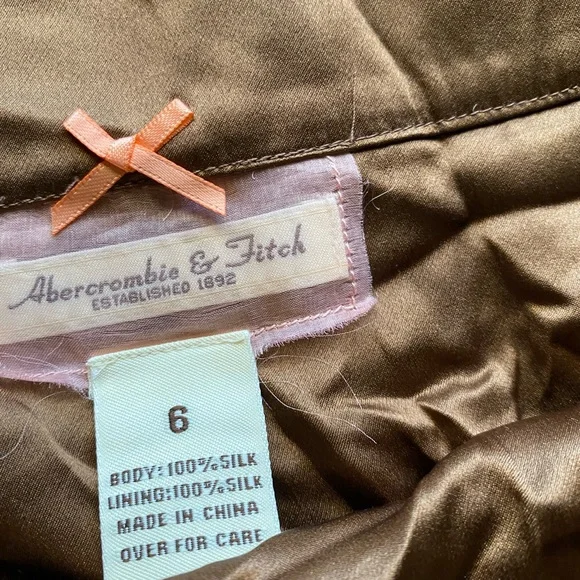 Abercrombie & Fitch
ESTABLISHED 1892
6
BODY:100%SILK
LINING:100%SILK
MADE IN CHINA
OVER FOR CARE